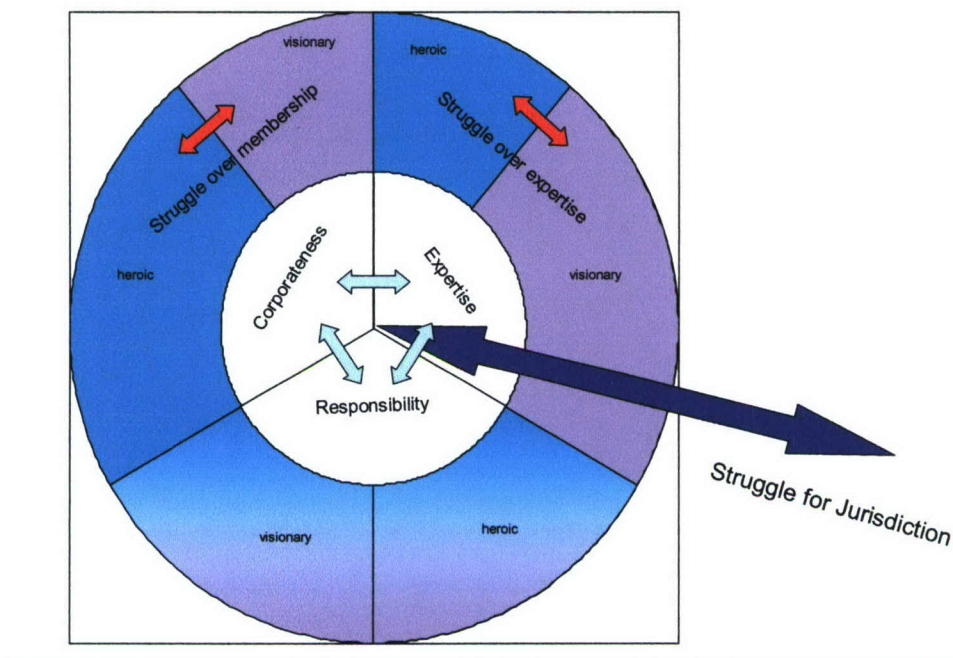 visionary
heroic
Struggle over membership
Struggle over expertise
heroic
visionary
Corporateness
Expertise
Responsibility
Struggle for Jurisdiction
visionary
heroic